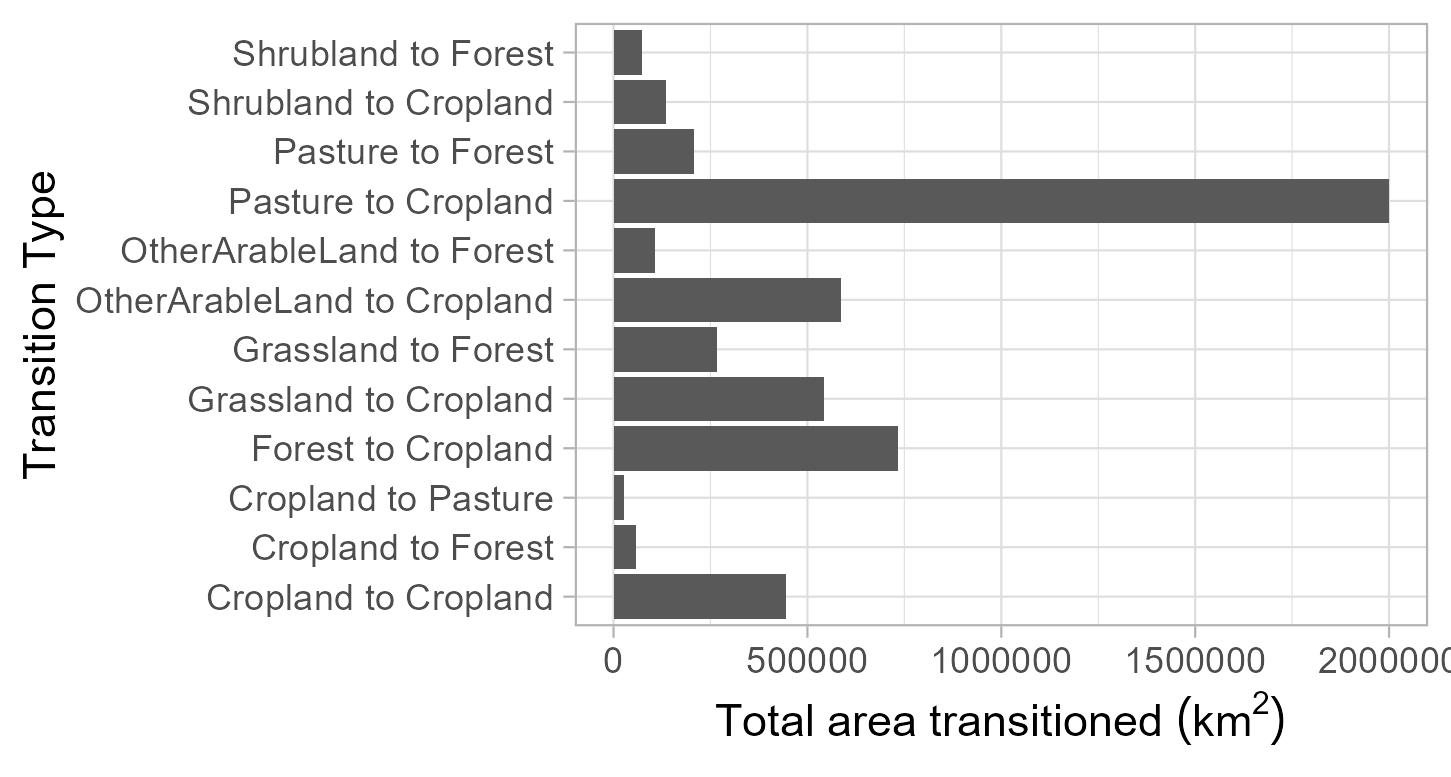 Transition Type
Shrubland to Forest
Shrubland to Cropland
Pasture to Forest
Pasture to Cropland
OtherArableLand to Forest
OtherArableLand to Cropland
Grassland to Forest
Grassland to Cropland
Forest to Cropland
Cropland to Pasture
Cropland to Forest
Cropland to Cropland
0 500000 1000000 1500000 2000000
Total area transitioned (km²)